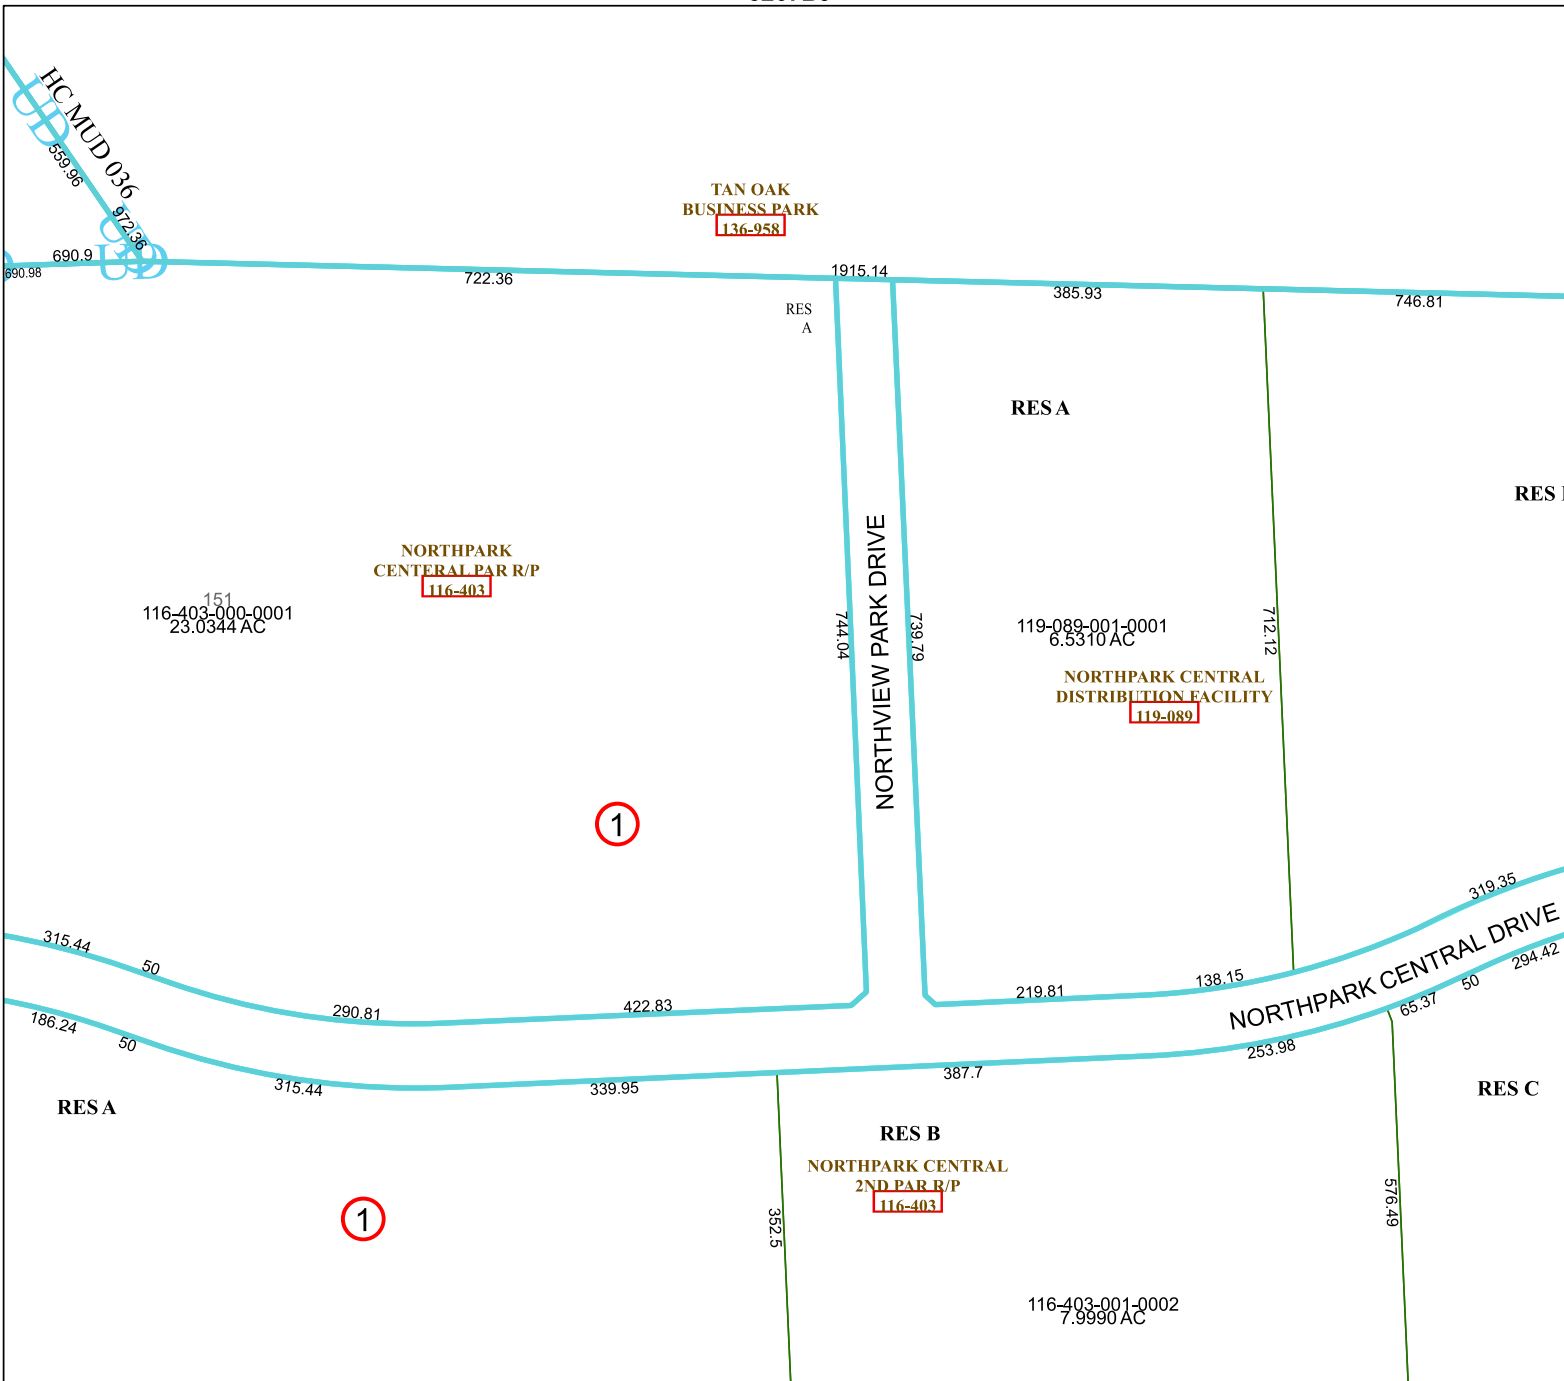 HC MUD 036
UD
559.96
972.36
UD
UD
690.9
690.98
TAN OAK
BUSINESS PARK
136-958
722.36
1915.14
385.93
746.81
RES
A
RES A
RES
NORTHPARK
CENTERAL PAR R/P
116-403
151
116-403-000-0001
23.0344 AC
744.04
NORTHVIEW PARK DRIVE
739.79
119-089-001-0001
6.5310 AC
712.12
NORTHPARK CENTRAL
DISTRIBUTION FACILITY
119-089
1
315.44
50
290.81
422.83
219.81
138.15
319.35
NORTHPARK CENTRAL DRIVE
186.24
50
315.44
339.95
387.7
253.98
65.37
50
294.42
RES A
RES B
RES C
NORTHPARK CENTRAL
2ND PAR R/P
116-403
1
352.5
576.49
116-403-001-0002
7.9990 AC